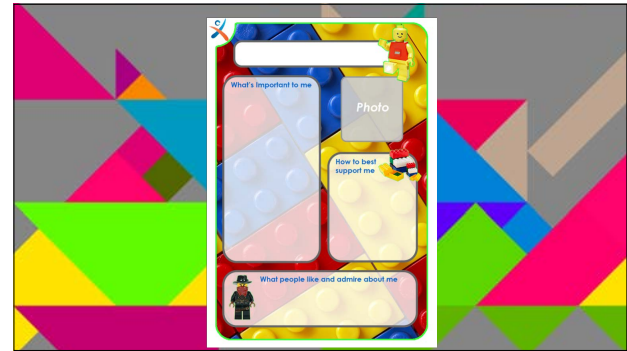 What's important to me
Photo
How to best
support me
What people like and admire about me